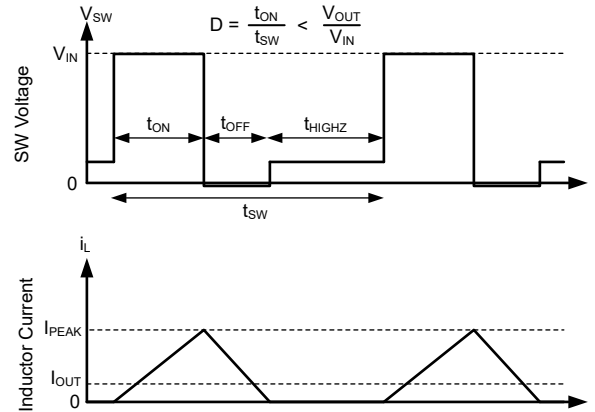 V_SW
D = t_ON / t_SW < V_OUT / V_IN
V_IN
SW Voltage
t_ON
t_OFF
t_HIGHZ
0
t_SW
i_L
Inductor Current
I_PEAK
I_OUT
0